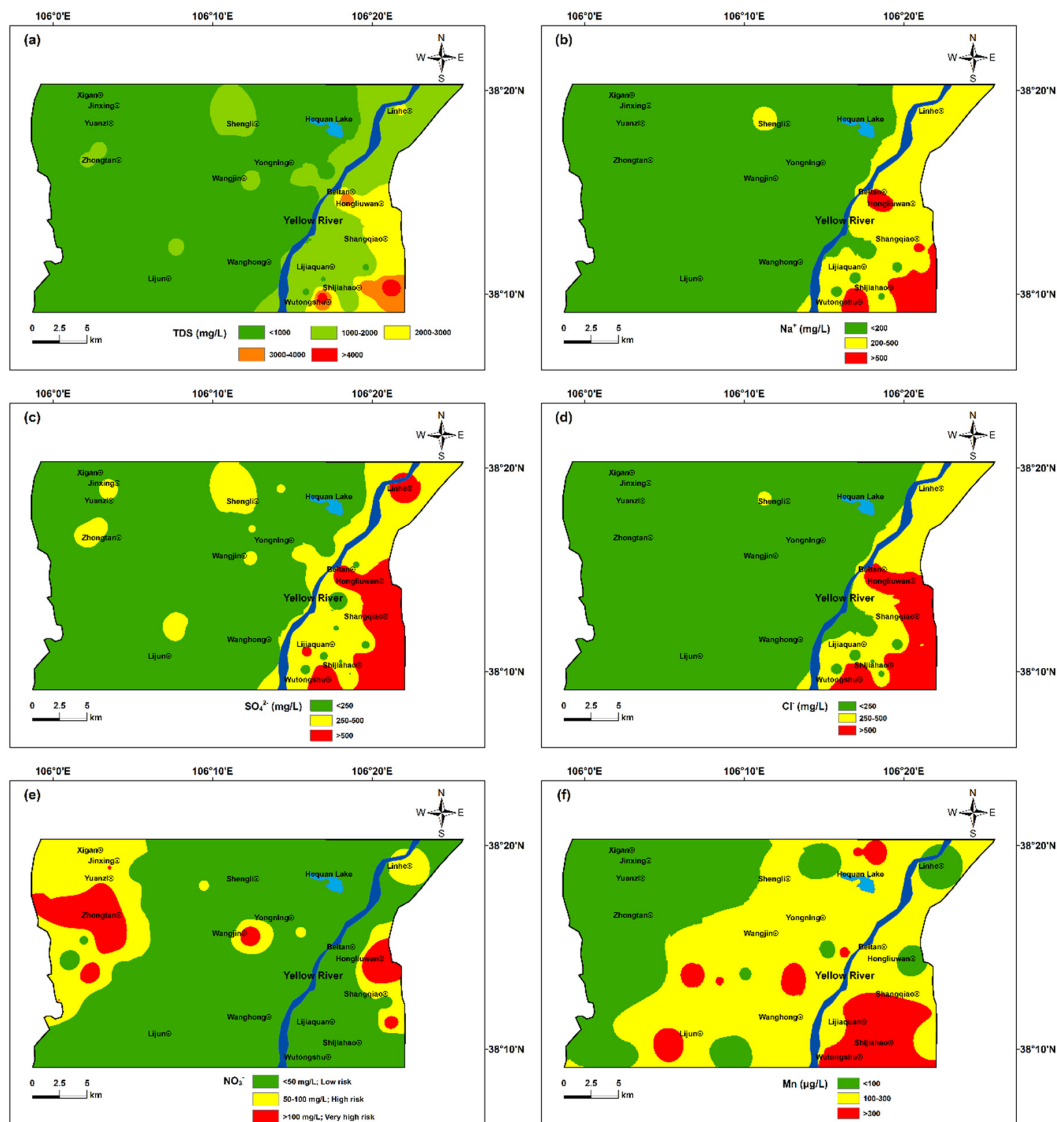 106°0'E 106°10'E 106°20'E
(a)
N
W E
S
38°20'N
Xigan
Jinxing
Yuanzi
Shengli
Hequan Lake
Linhe
Zhongtan
Yongning
Wangjin
Beitan
Hongliuwan
Yellow River
Shangqiao
Wanghong
Lijiaquan
Lijun
Shijiahao
Wutongshu
38°10'N
0 2.5 5
km
TDS (mg/L)
<1000
1000-2000
2000-3000
3000-4000
>4000
106°0'E 106°10'E 106°20'E
(b)
N
W E
S
38°20'N
Xigan
Jinxing
Yuanzi
Shengli
Hequan Lake
Linhe
Zhongtan
Yongning
Wangjin
Beitan
Hongliuwan
Yellow River
Shangqiao
Wanghong
Lijiaquan
Lijun
Shijiahao
Wutongshu
38°10'N
0 2.5 5
km
Na⁺ (mg/L)
<200
200-500
>500
106°0'E 106°10'E 106°20'E
(c)
N
W E
S
38°20'N
Xigan
Jinxing
Yuanzi
Shengli
Hequan Lake
Linhe
Zhongtan
Yongning
Wangjin
Beitan
Hongliuwan
Yellow River
Shangqiao
Wanghong
Lijiaquan
Lijun
Shijiahao
Wutongshu
38°10'N
0 2.5 5
km
SO₄²⁻ (mg/L)
<250
250-500
>500
106°0'E 106°10'E 106°20'E
(d)
N
W E
S
38°20'N
Xigan
Jinxing
Yuanzi
Shengli
Hequan Lake
Linhe
Zhongtan
Yongning
Wangjin
Beitan
Hongliuwan
Yellow River
Shangqiao
Wanghong
Lijiaquan
Lijun
Shijiahao
Wutongshu
38°10'N
0 2.5 5
km
Cl⁻ (mg/L)
<250
250-500
>500
106°0'E 106°10'E 106°20'E
(e)
N
W E
S
38°20'N
Xigan
Jinxing
Yuanzi
Shengli
Hequan Lake
Linhe
Zhongtan
Yongning
Wangjin
Beitan
Hongliuwan
Yellow River
Shangqiao
Wanghong
Lijiaquan
Lijun
Shijiahao
Wutongshu
38°10'N
0 2.5 5
km
NO₃⁻
<50 mg/L; Low risk
50-100 mg/L; High risk
>100 mg/L; Very high risk
106°0'E 106°10'E 106°20'E
(f)
N
W E
S
38°20'N
Xigan
Jinxing
Yuanzi
Shengli
Hequan Lake
Linhe
Zhongtan
Yongning
Wangjin
Beitan
Hongliuwan
Yellow River
Shangqiao
Wanghong
Lijiaquan
Lijun
Shijiahao
Wutongshu
38°10'N
0 2.5 5
km
Mn (μg/L)
<100
100-300
>300